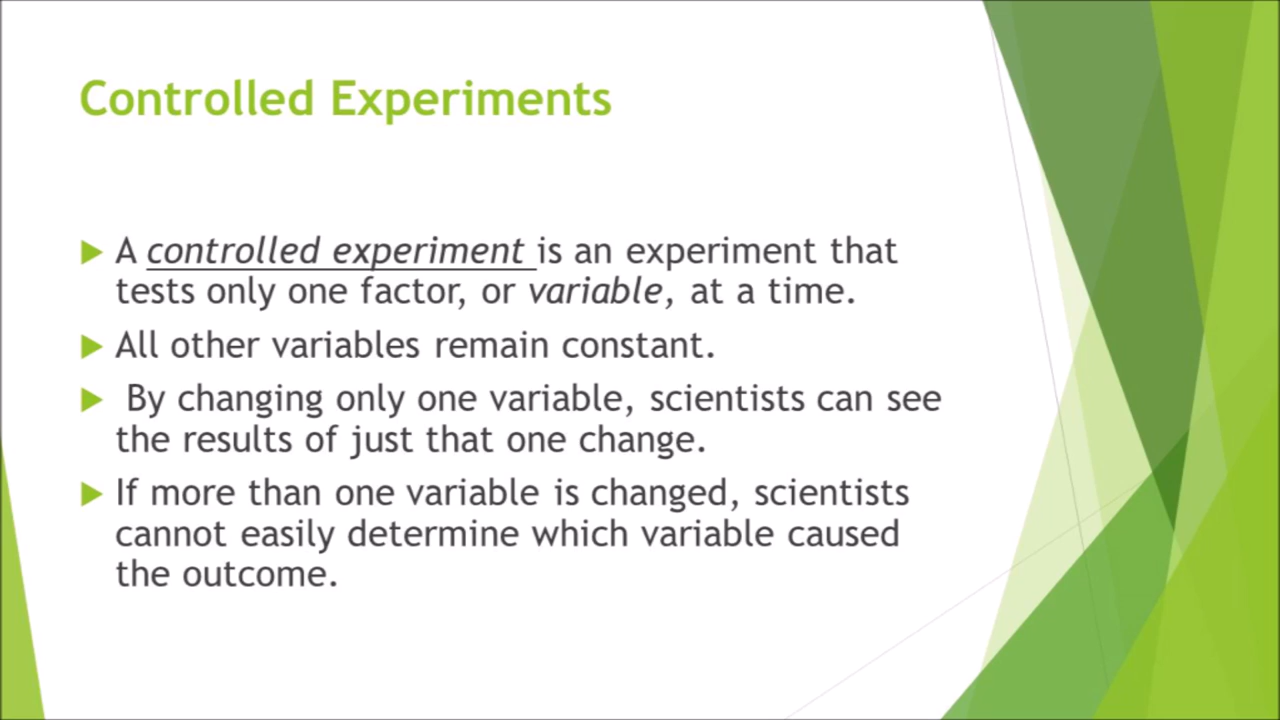 Controlled Experiments
A controlled experiment is an experiment that
tests only one factor, or variable, at a time.
All other variables remain constant.
By changing only one variable, scientists can see
the results of just that one change.
If more than one variable is changed, scientists
cannot easily determine which variable caused
the outcome.